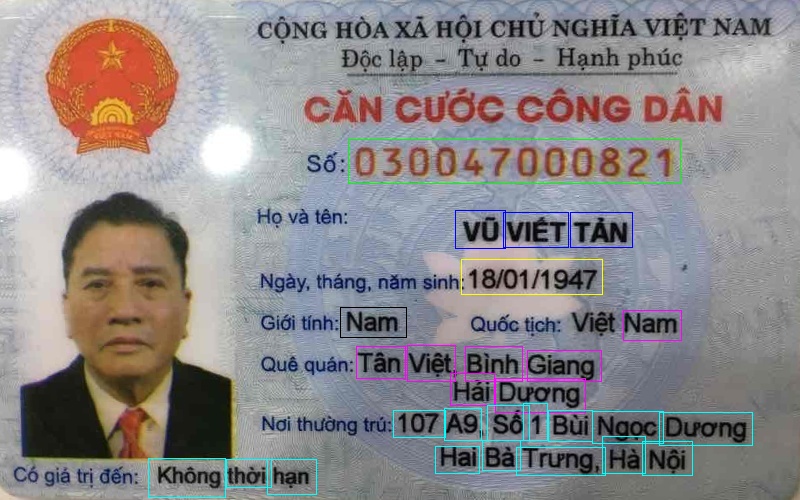 CỘNG HÒA XÃ HỘI CHỦ NGHĨA VIỆT NAM
Độc lập - Tự do - Hạnh phúc
CĂN CƯỚC CÔNG DÂN
Số: 030047000821
Họ và tên: VŨ VIẾT TẢN
Ngày, tháng, năm sinh: 18/01/1947
Giới tính: Nam Quốc tịch: Việt Nam
Quê quán: Tân Việt, Bình Giang
Hải Dương
Nơi thường trú: 107 A9, Số 1 Bùi Ngọc Dương
Hai Bà Trưng, Hà Nội
Có giá trị đến: Không thời hạn